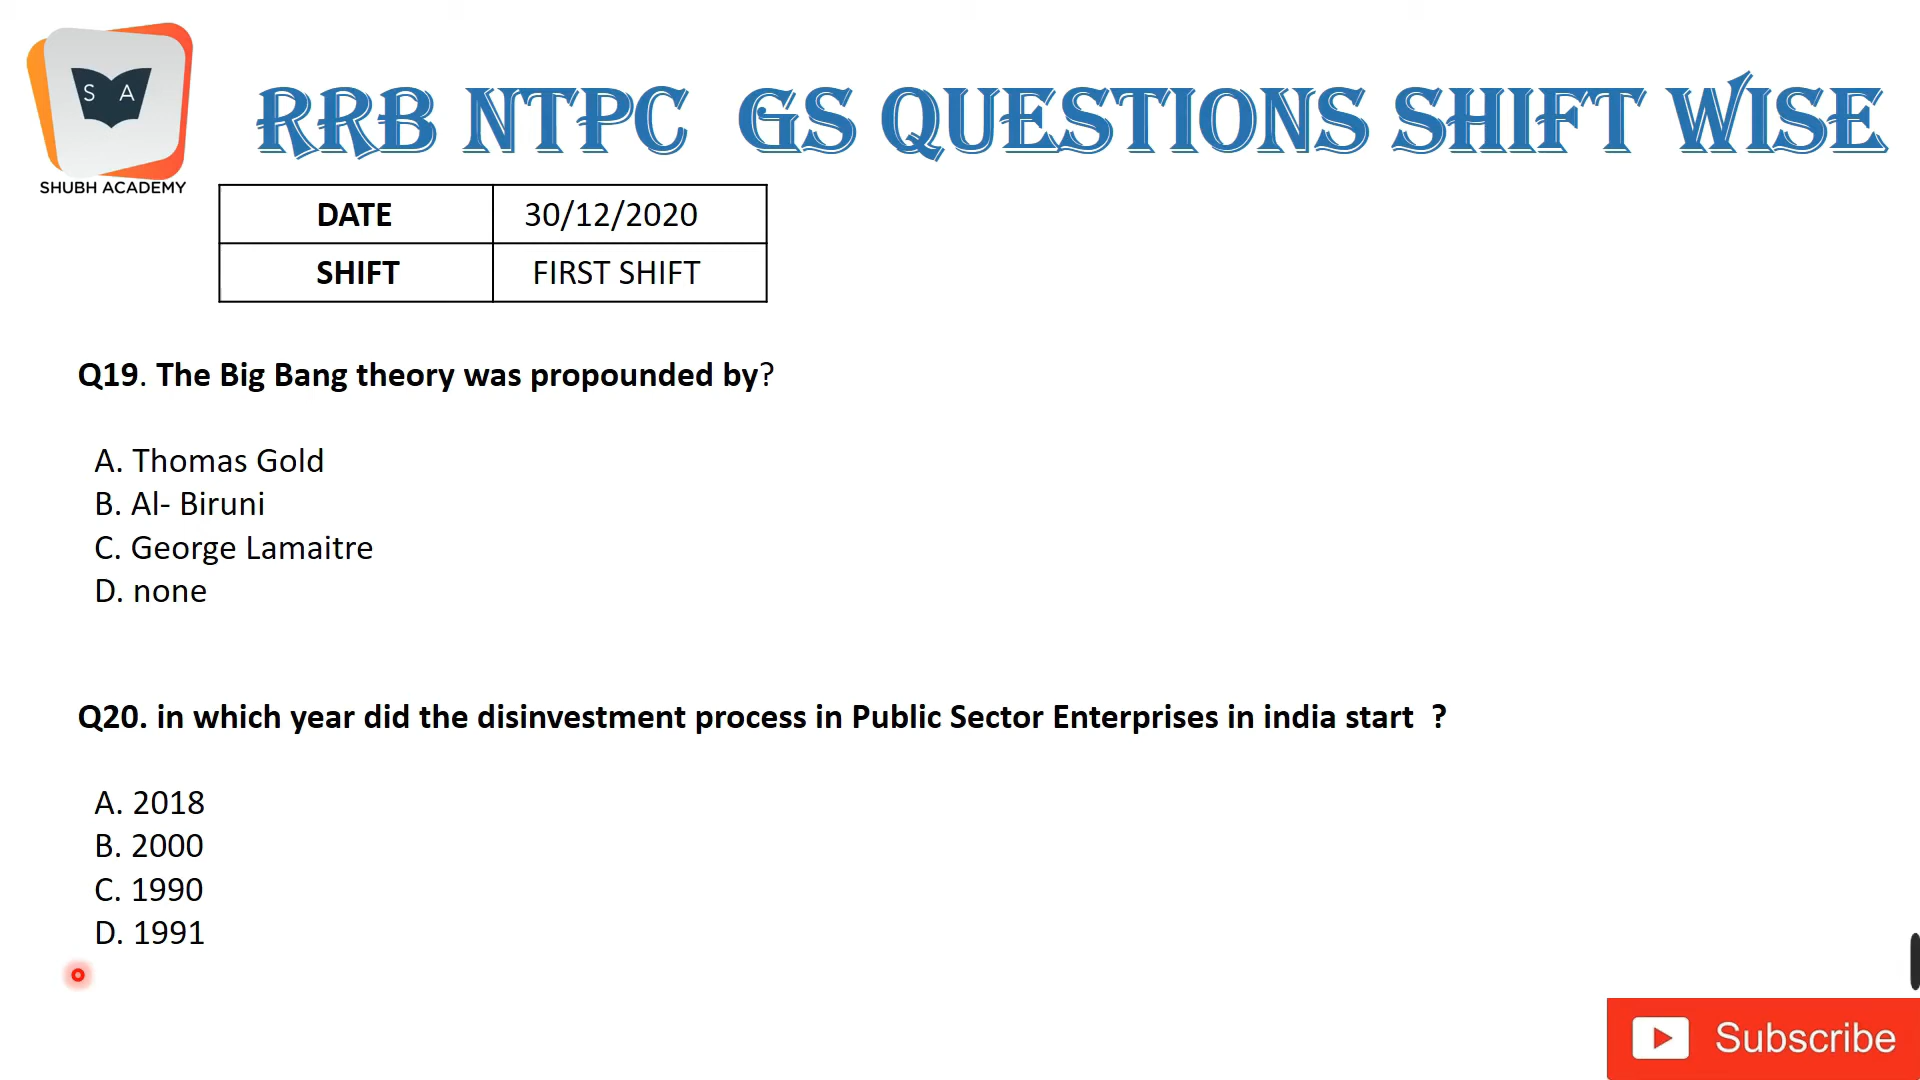 S A
SHUBH ACADEMY
RRB NTPC GS QUESTIONS SHIFT WISE
DATE 30/12/2020
SHIFT FIRST SHIFT
Q19. The Big Bang theory was propounded by?
A. Thomas Gold
B. Al- Biruni
C. George Lamaitre
D. none
Q20. in which year did the disinvestment process in Public Sector Enterprises in india start ?
A. 2018
B. 2000
C. 1990
D. 1991
Subscribe